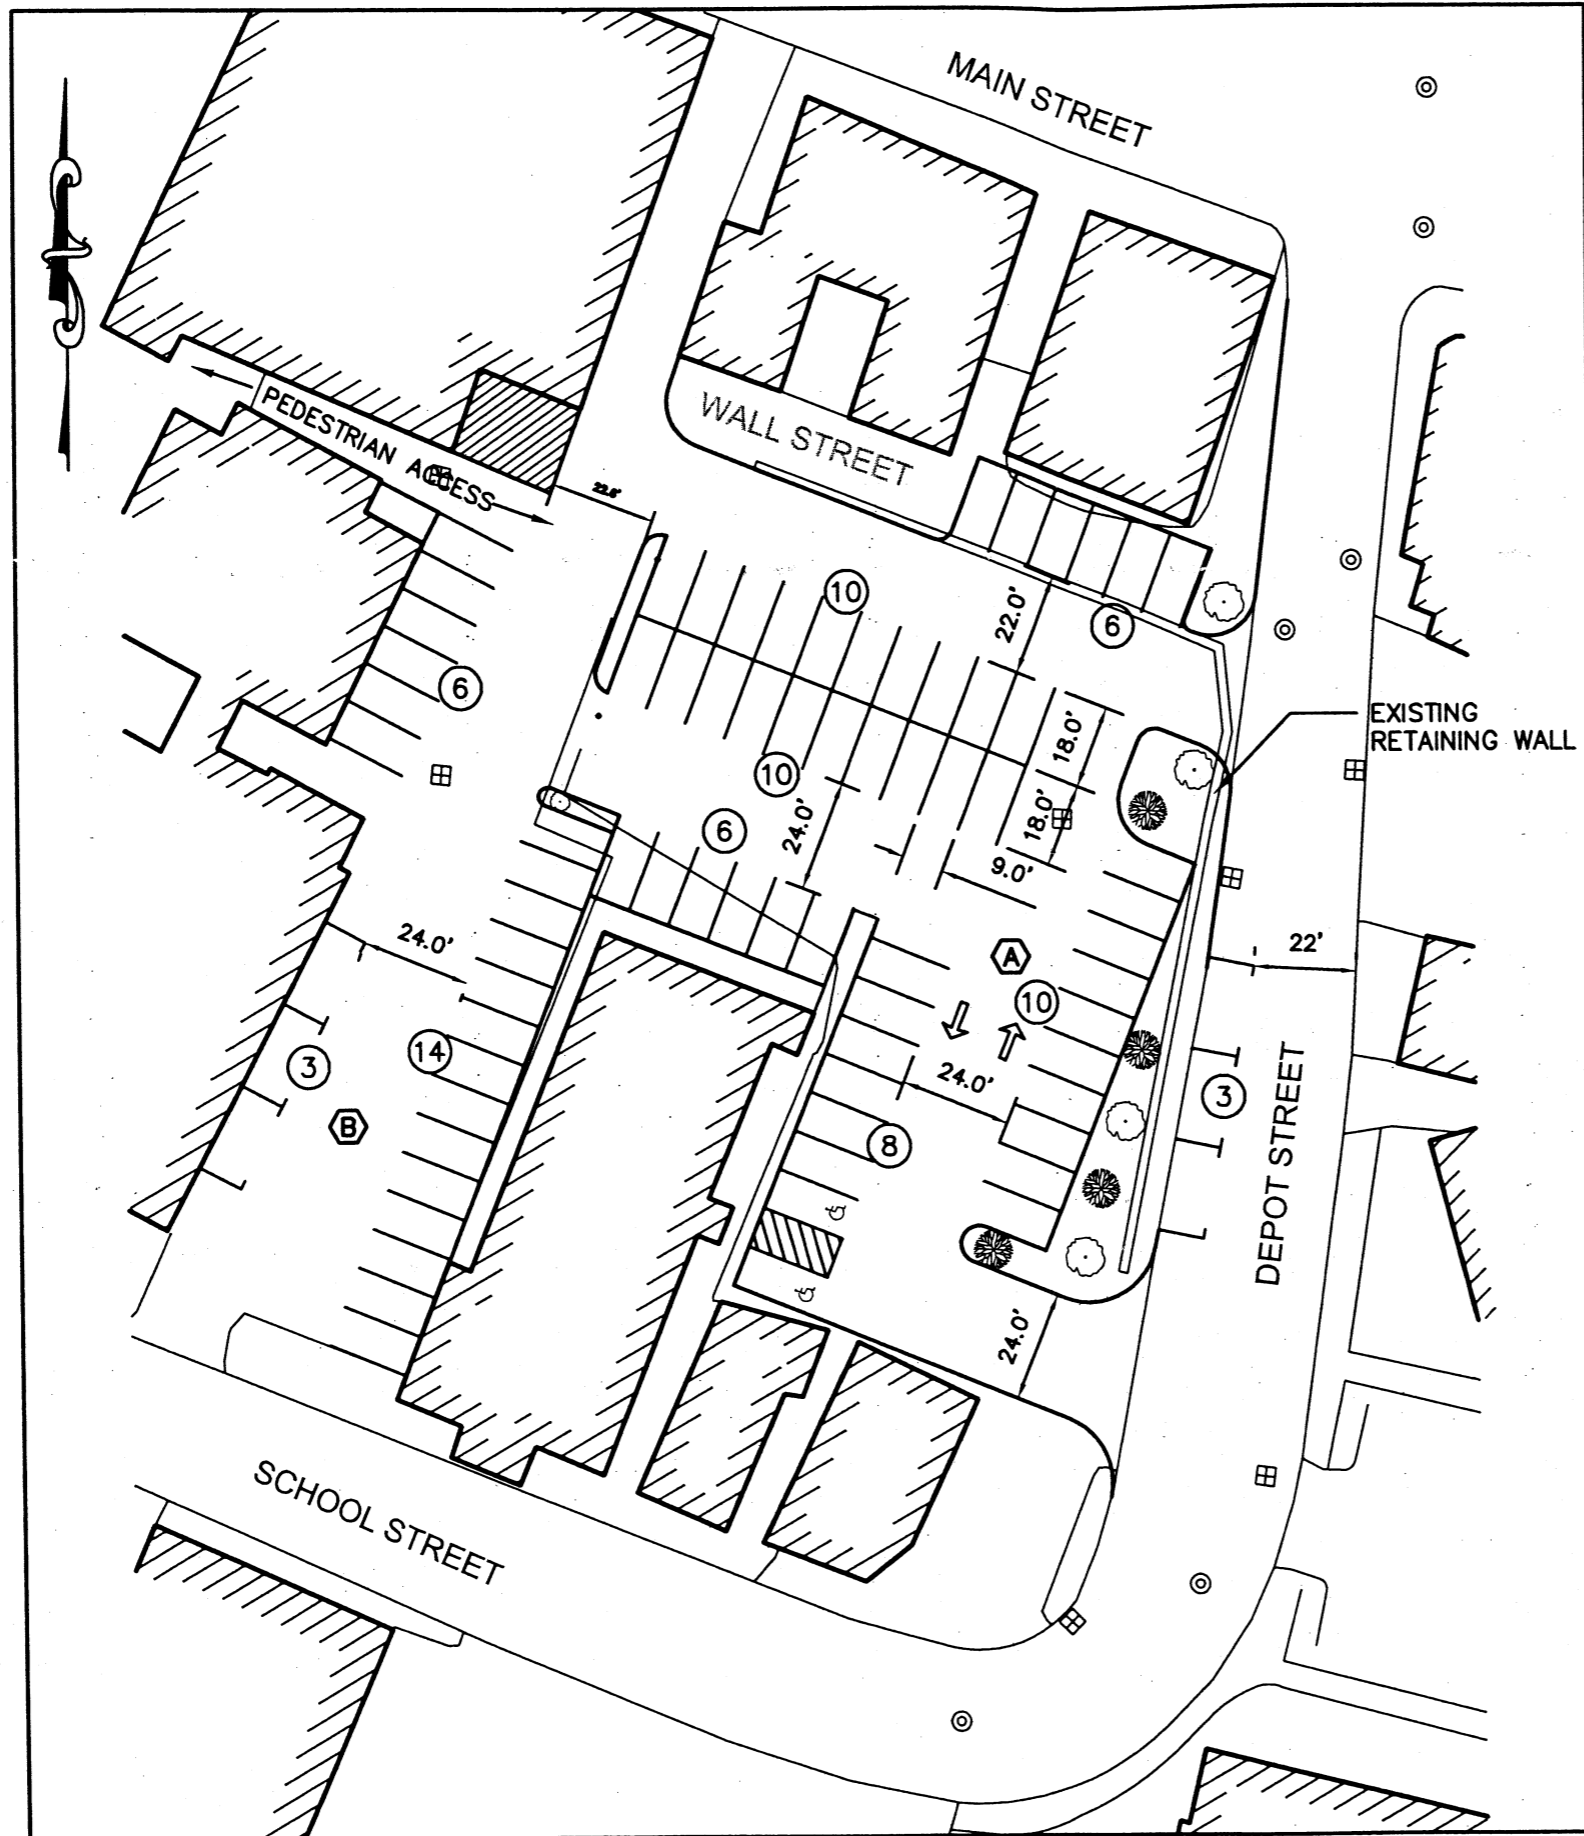 MAIN STREET
PEDESTRIAN ACCESS
WALL STREET
22.8'
10
22.0'
6
6
EXISTING
RETAINING WALL
18.0'
10
6
24.0'
18.0'
9.0'
24.0'
A
22'
10
14
3
24.0'
3
B
8
DEPOT STREET
24.0'
SCHOOL STREET